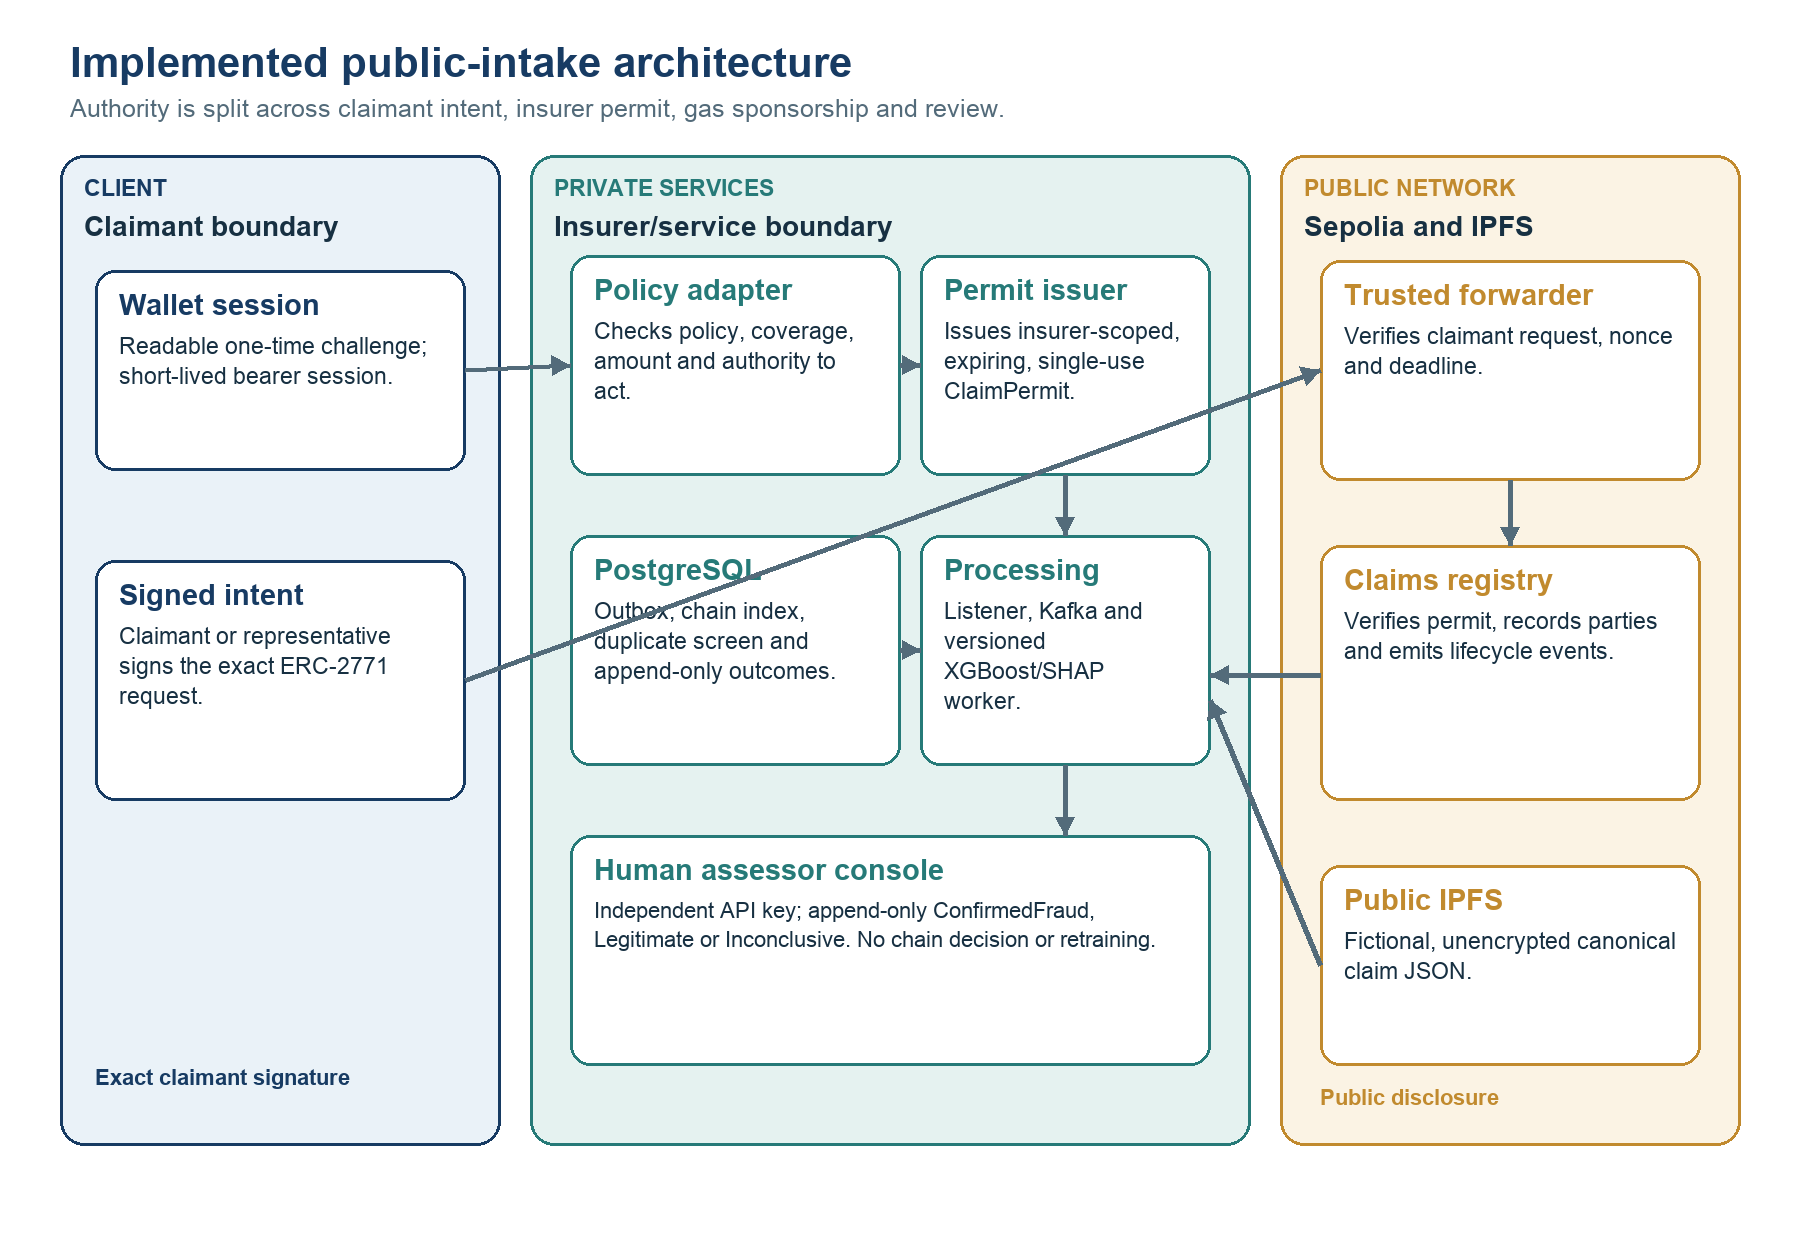 Implemented public-intake architecture
Authority is split across claimant intent, insurer permit, gas sponsorship and review.
CLIENT
Claimant boundary
Wallet session
Readable one-time challenge;
short-lived bearer session.
Signed intent
Claimant or representative
signs the exact ERC-2771
request.
Exact claimant signature
PRIVATE SERVICES
Insurer/service boundary
Policy adapter
Checks policy, coverage,
amount and authority to
act.
Permit issuer
Issues insurer-scoped,
expiring, single-use
ClaimPermit.
PostgreSQL
Outbox, chain index,
duplicate screen and
append-only outcomes.
Processing
Listener, Kafka and
versioned
XGBoost/SHAP
worker.
Human assessor console
Independent API key; append-only ConfirmedFraud,
Legitimate or Inconclusive. No chain decision or retraining.
PUBLIC NETWORK
Sepolia and IPFS
Trusted forwarder
Verifies claimant request, nonce
and deadline.
Claims registry
Verifies permit, records parties
and emits lifecycle events.
Public IPFS
Fictional, unencrypted canonical
claim JSON.
Public disclosure